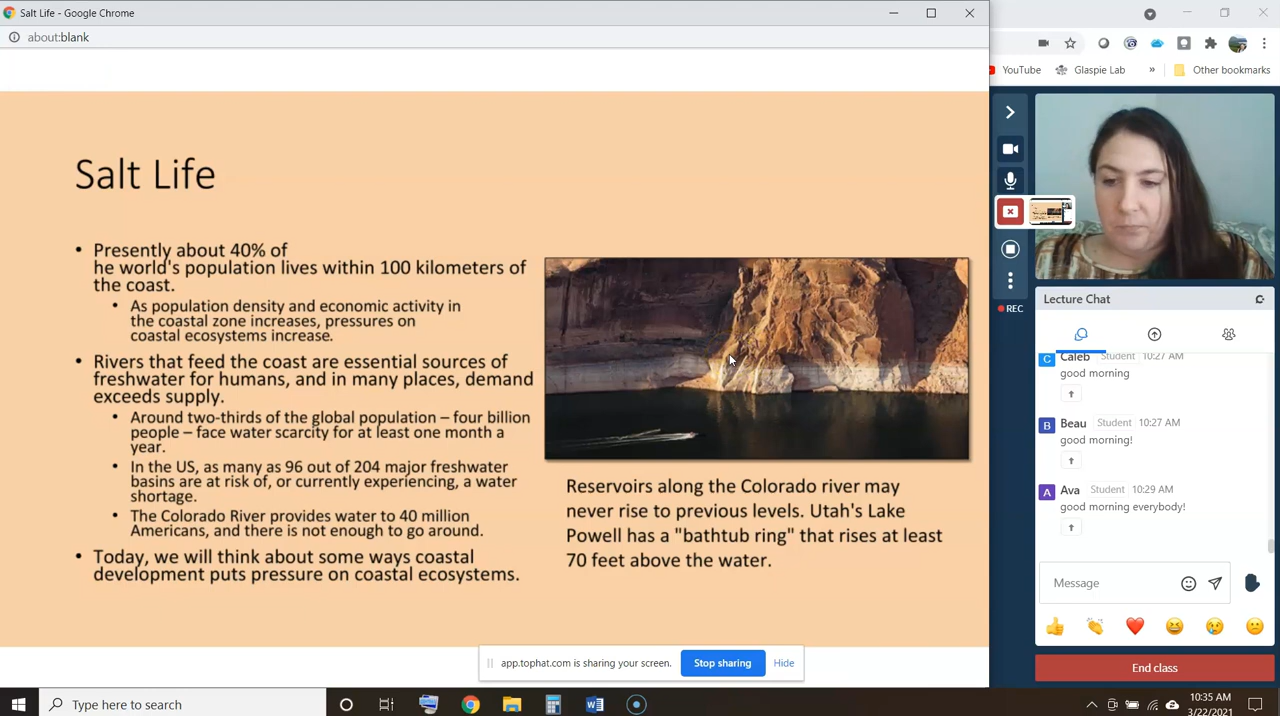 Salt Life - Google Chrome
about:blank
YouTube
Glaspie Lab
»
Other bookmarks
Salt Life
• Presently about 40% of
he world's population lives within 100 kilometers of
the coast.
• As population density and economic activity in
the coastal zone increases, pressures on
coastal ecosystems increase.
• Rivers that feed the coast are essential sources of
freshwater for humans, and in many places, demand
exceeds supply.
• Around two-thirds of the global population – four billion
people – face water scarcity for at least one month a
year.
• In the US, as many as 96 out of 204 major freshwater
basins are at risk of, or currently experiencing, a water
shortage.
• The Colorado River provides water to 40 million
Americans, and there is not enough to go around.
• Today, we will think about some ways coastal
development puts pressure on coastal ecosystems.
Reservoirs along the Colorado river may
never rise to previous levels. Utah's Lake
Powell has a "bathtub ring" that rises at least
70 feet above the water.
REC
Lecture Chat
C Caleb Student 10:27 AM
good morning
B Beau Student 10:27 AM
good morning!
A Ava Student 10:29 AM
good morning everybody!
Message
End class
app.tophat.com is sharing your screen.
Stop sharing
Hide
Type here to search
10:35 AM
3/22/2021